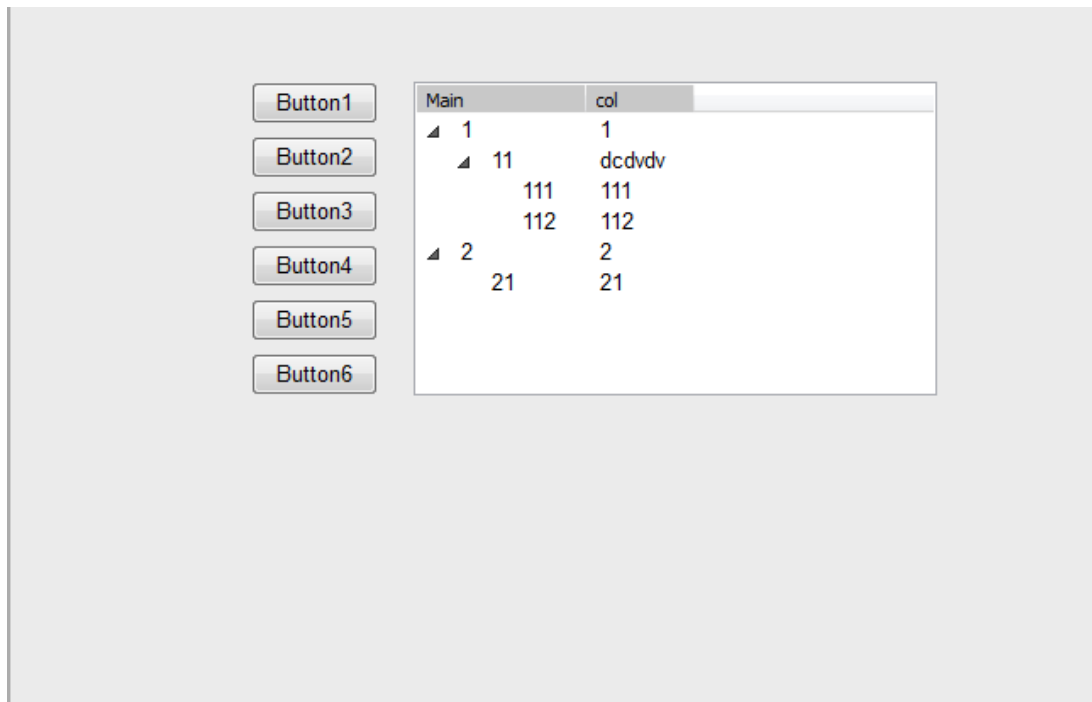 Button1
Button2
Button3
Button4
Button5
Button6
Main col
1 1
11 dcdvdv
111 111
112 112
2 2
21 21